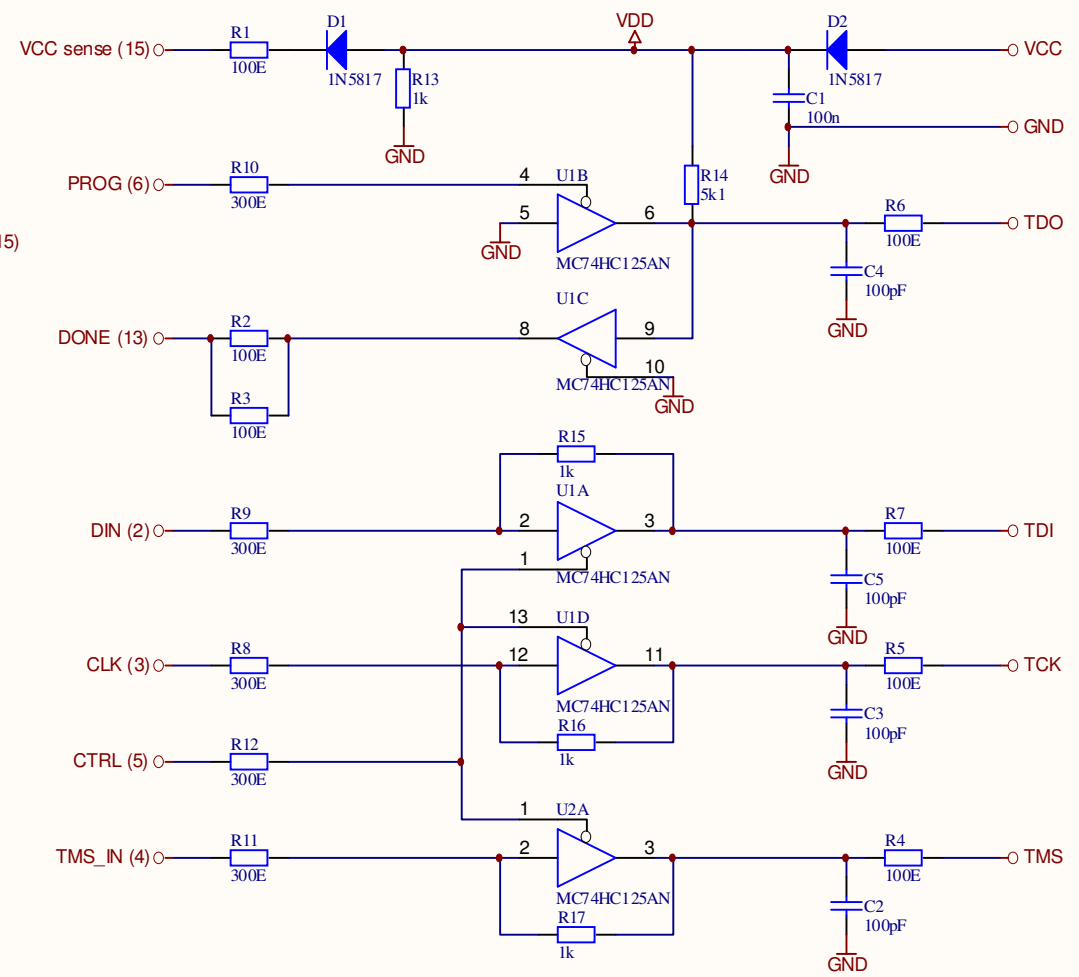 VCC sense (15)
R1
100E
D1
1N5817
R13
1k
GND
VDD
D2
1N5817
VCC
C1
100n
GND
GND
PROG (6)
R10
300E
4
U1B
5
6
GND
MC74HC125AN
R14
5k1
R6
100E
TDO
C4
100pF
GND
15)
U1C
DONE (13)
R2
100E
8
9
10
MC74HC125AN
GND
R3
100E
R15
1k
U1A
DIN (2)
R9
300E
2
3
1
MC74HC125AN
R7
100E
TDI
C5
100pF
GND
13
U1D
CLK (3)
R8
300E
12
11
MC74HC125AN
R16
1k
R5
100E
TCK
C3
100pF
GND
CTRL (5)
R12
300E
1
U2A
TMS_IN (4)
R11
300E
2
3
MC74HC125AN
R17
1k
R4
100E
TMS
C2
100pF
GND